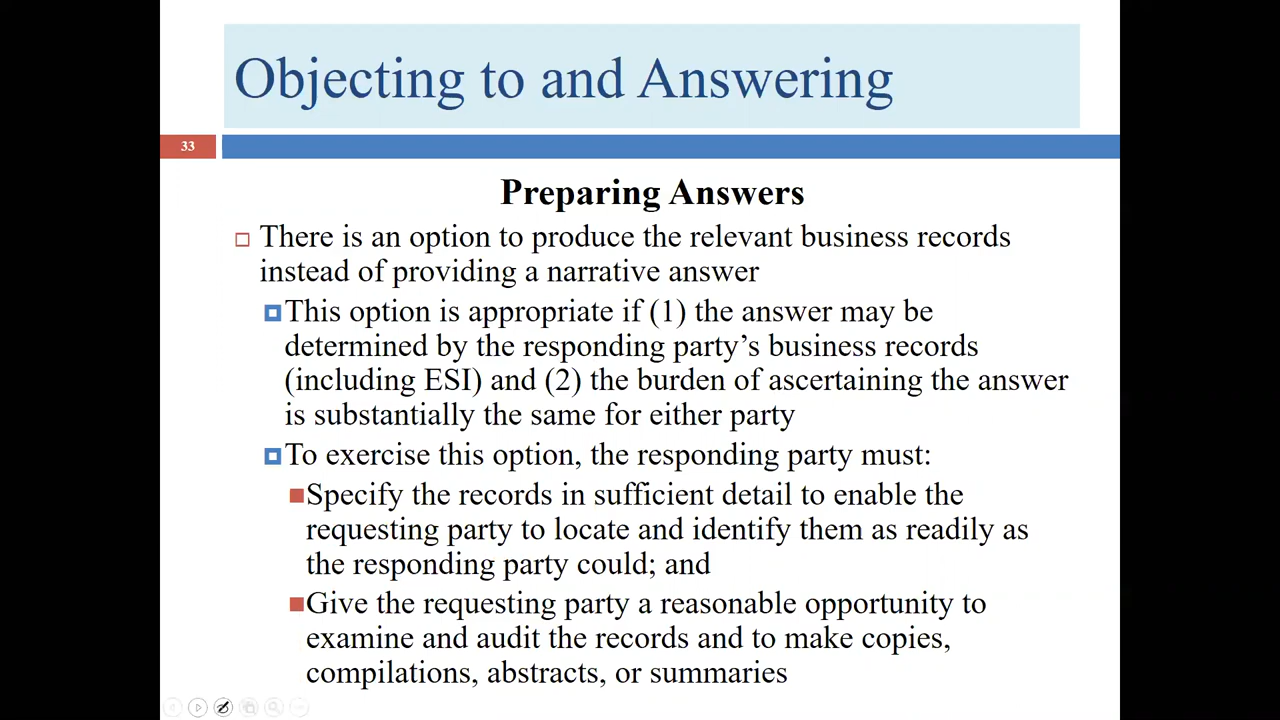 Objecting to and Answering
33
Preparing Answers
There is an option to produce the relevant business records
instead of providing a narrative answer
This option is appropriate if (1) the answer may be
determined by the responding party’s business records
(including ESI) and (2) the burden of ascertaining the answer
is substantially the same for either party
To exercise this option, the responding party must:
Specify the records in sufficient detail to enable the
requesting party to locate and identify them as readily as
the responding party could; and
Give the requesting party a reasonable opportunity to
examine and audit the records and to make copies,
compilations, abstracts, or summaries